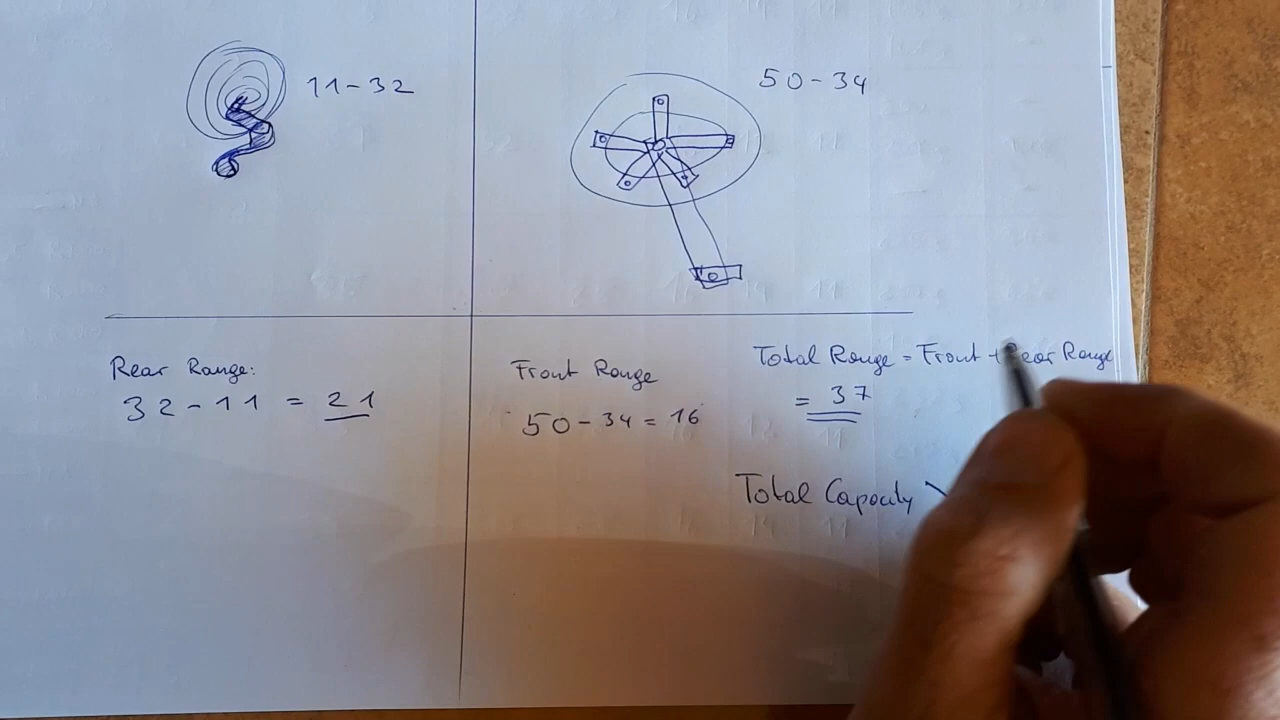 11-32
50-34
Rear Range:
32-11 = 21
Front Range
50-34 = 16
Total Range = Front + Rear Range
= 37
Total Capacity